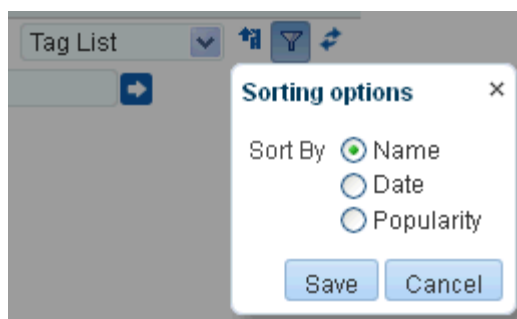 Tag List
Sorting options
Sort By Name
Date
Popularity
Save Cancel